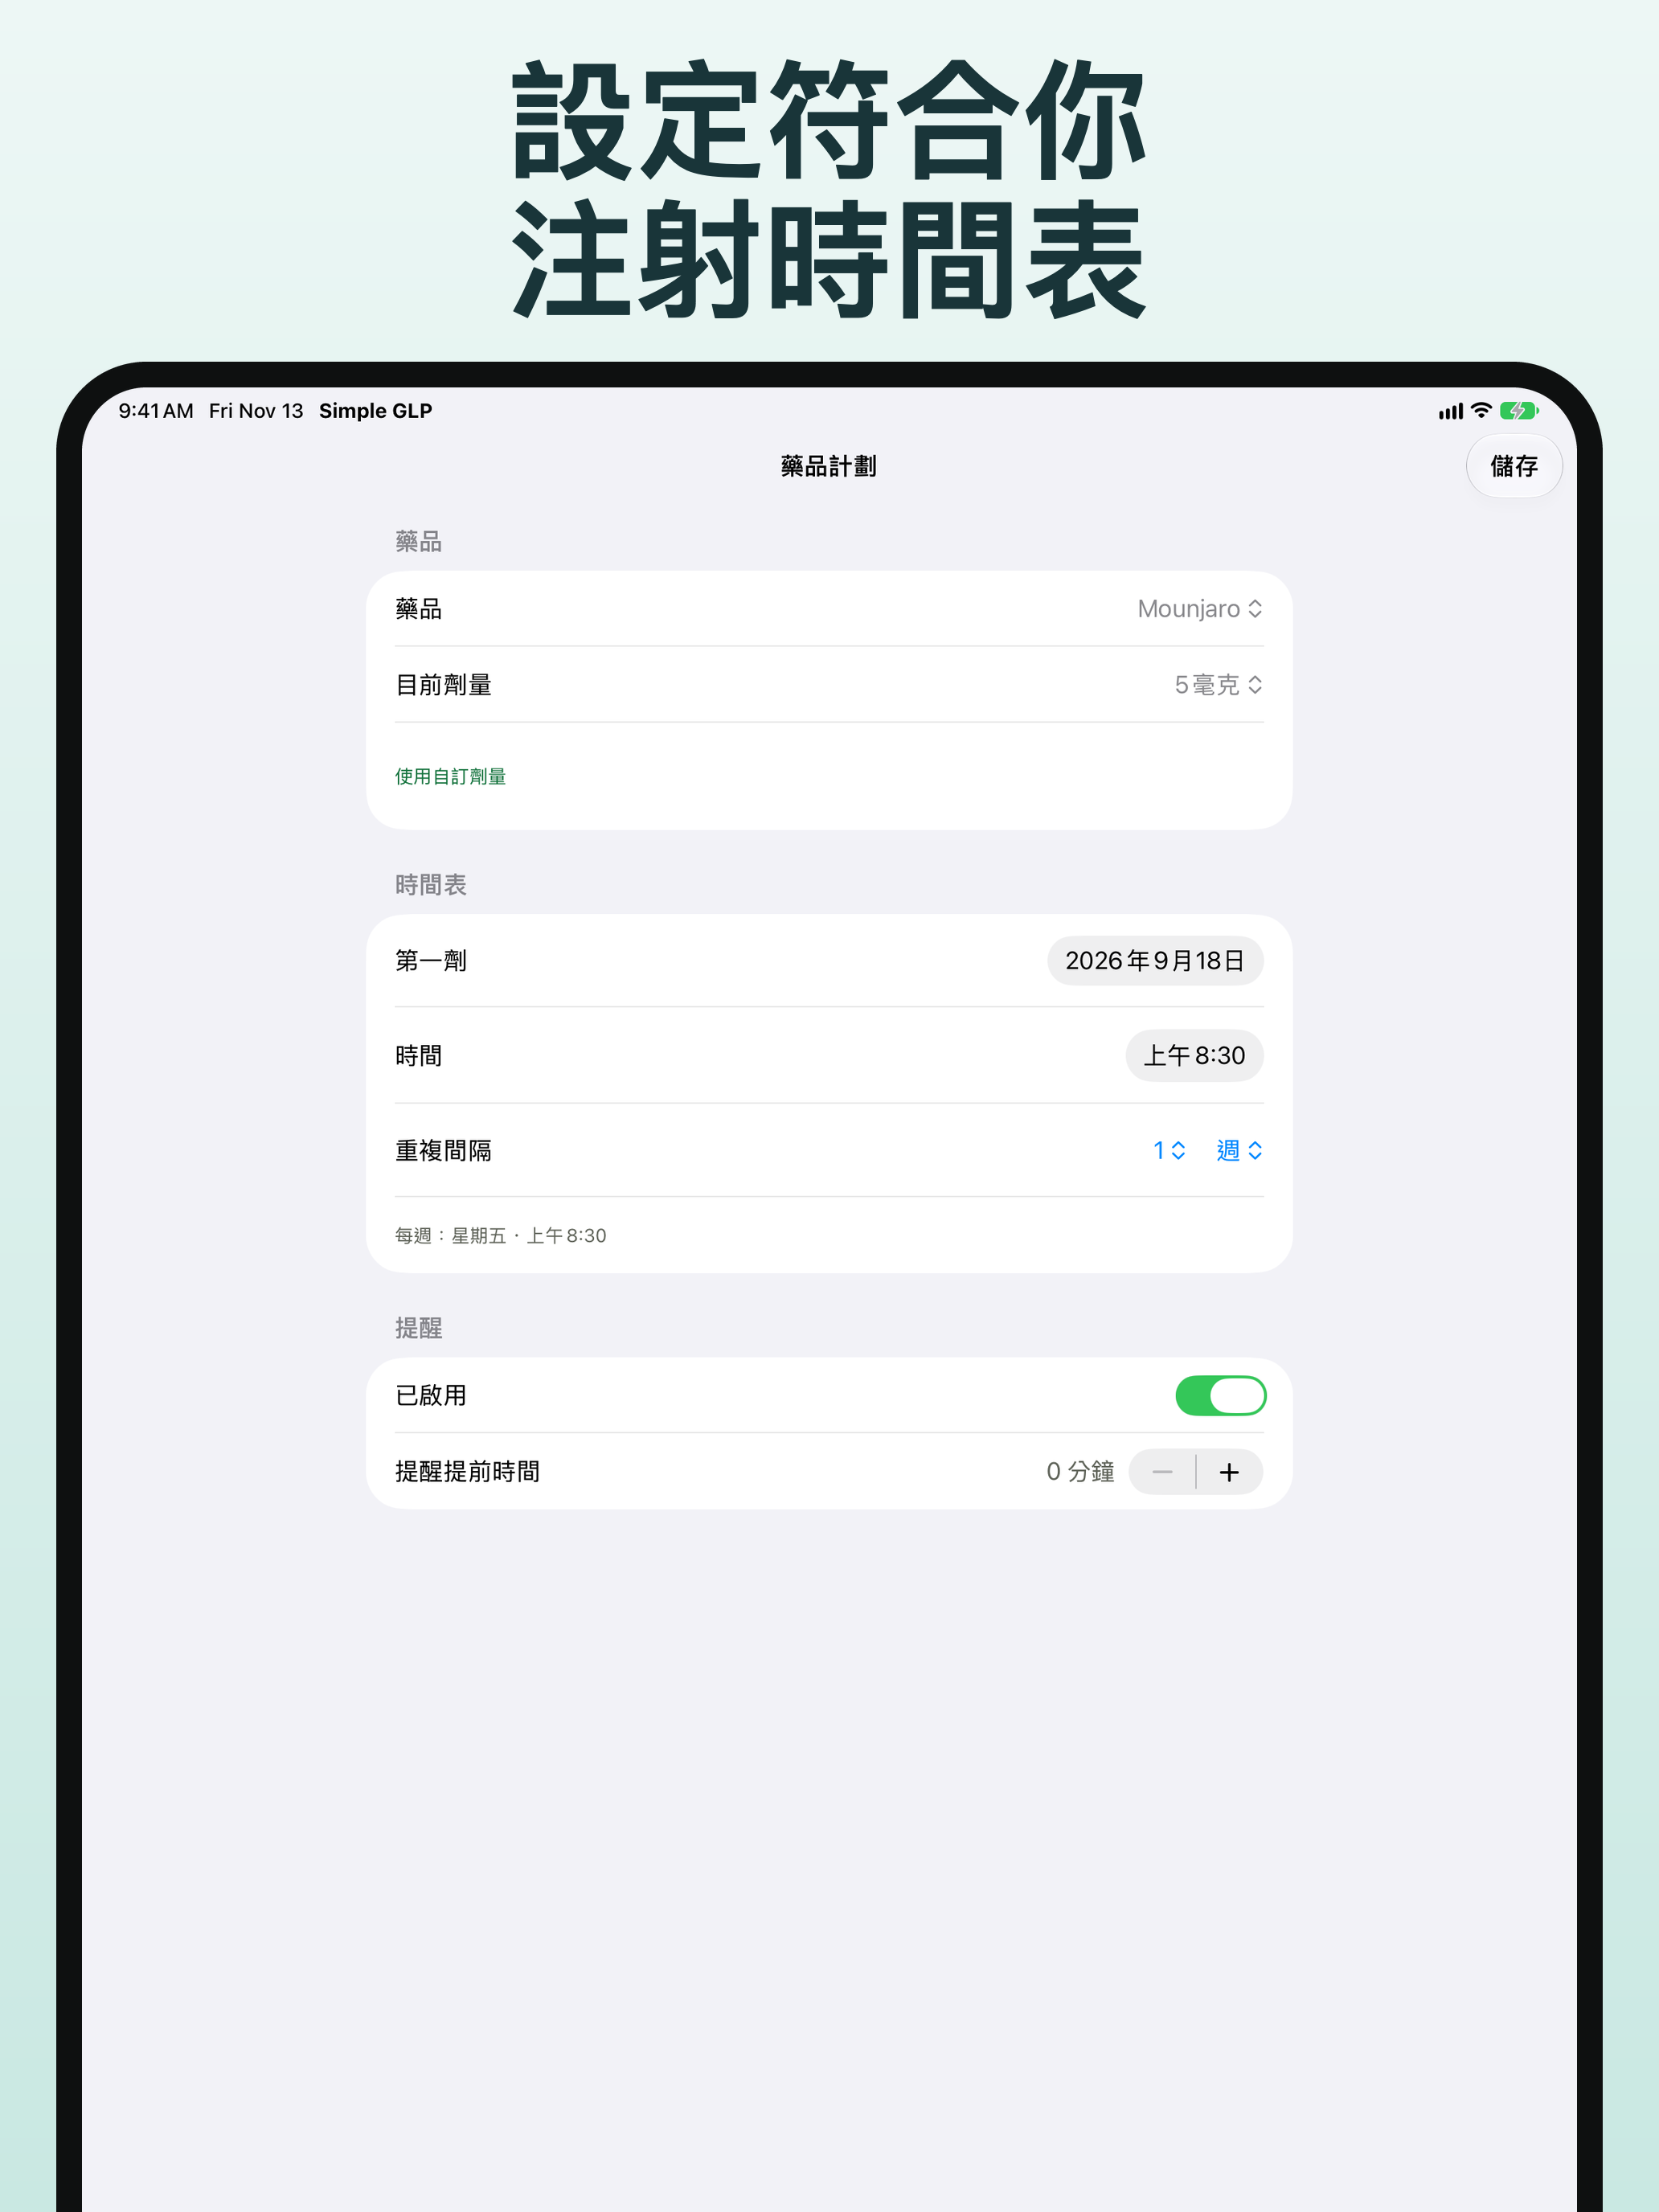 設定符合你
注射時間表
9:41 AM Fri Nov 13 Simple GLP
藥品計劃
儲存
藥品
藥品 Mounjaro
目前劑量 5 毫克
使用自訂劑量
時間表
第一劑 2026 年 9 月 18日
時間 上午 8:30
重複間隔 1 週
每週：星期五 · 上午 8:30
提醒
已啟用
提醒提前時間 0 分鐘